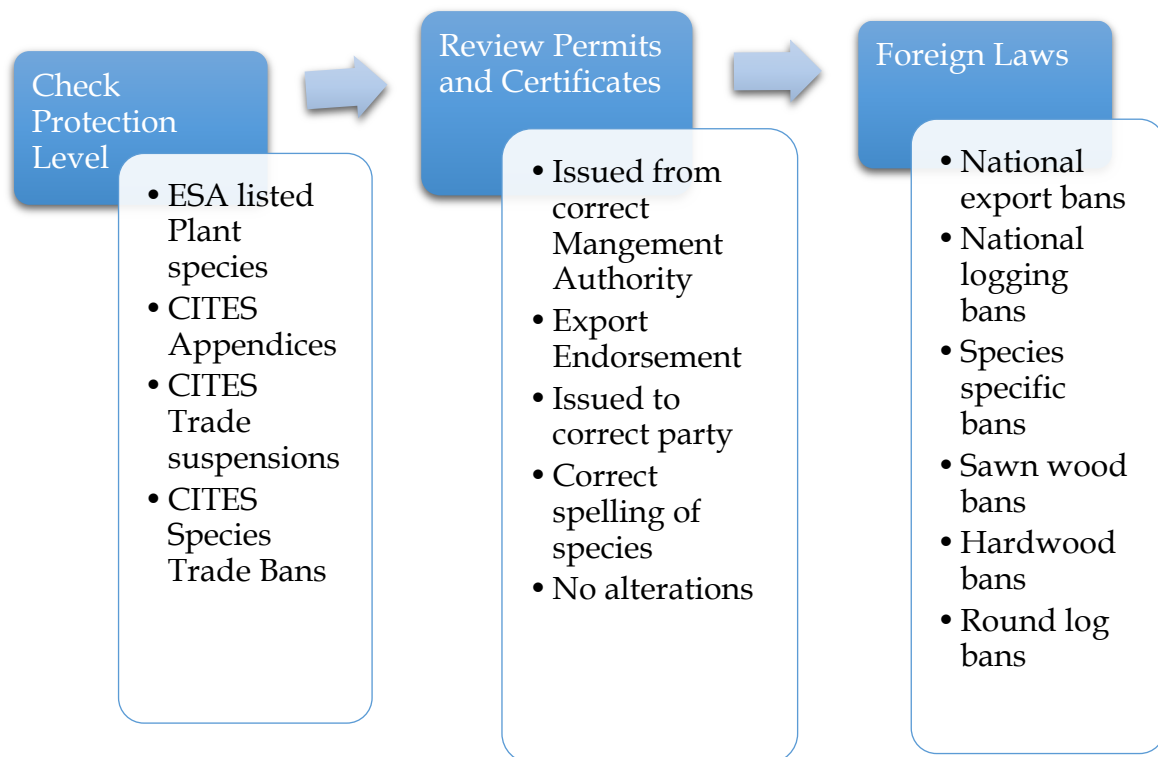 Check
Protection
Level
• ESA listed
Plant
species
• CITES
Appendices
• CITES
Trade
suspensions
• CITES
Species
Trade Bans
Review Permits
and Certificates
• Issued from
correct
Mangement
Authority
• Export
Endorsement
• Issued to
correct party
• Correct
spelling of
species
• No alterations
Foreign Laws
• National
export bans
• National
logging
bans
• Species
specific
bans
• Sawn wood
bans
• Hardwood
bans
• Round log
bans